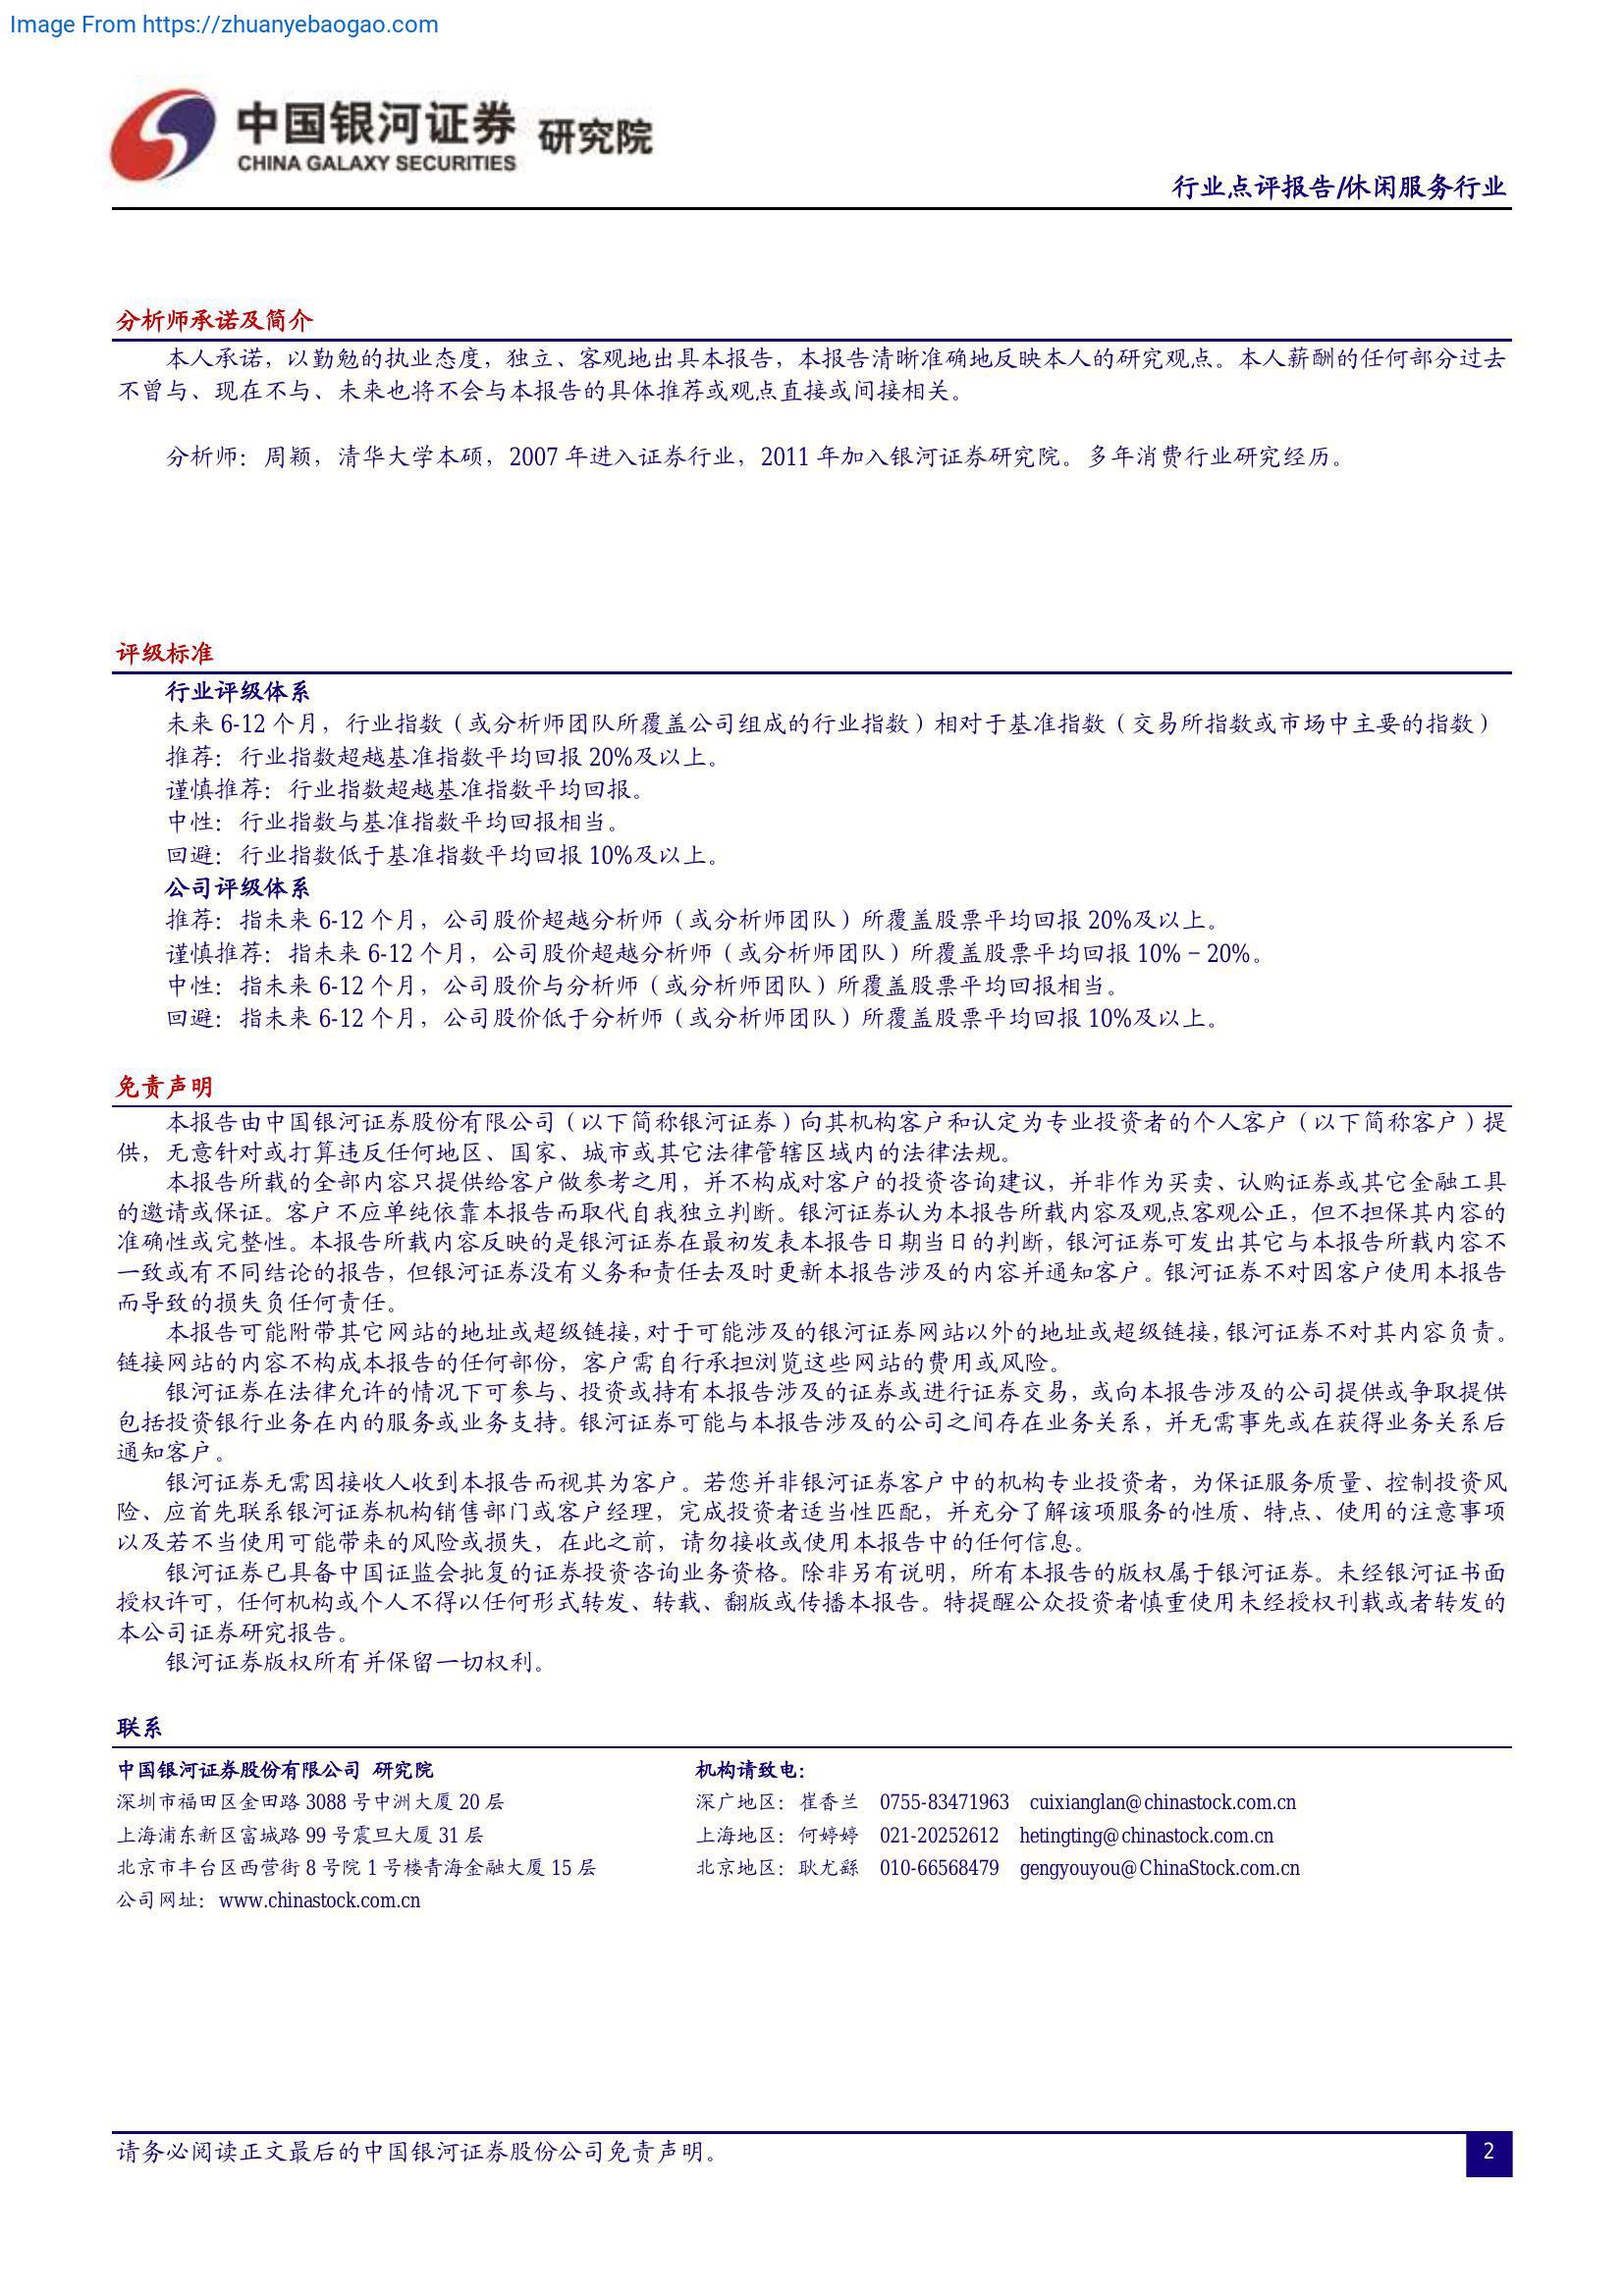 Image From https://zhuanyebaogao.com
中国银河证券 研究院
CHINA GALAXY SECURITIES
行业点评报告/休闲服务行业
分析师承诺及简介
本人承诺，以勤勉的执业态度，独立、客观地出具本报告，本报告清晰准确地反映本人的研究观点。本人薪酬的任何部分过去
不曾与、现在不与、未来也将不会与本报告的具体推荐或观点直接或间接相关。
分析师：周颖，清华大学本硕，2007 年进入证券行业，2011 年加入银河证券研究院。多年消费行业研究经历。
评级标准
行业评级体系
未来 6-12 个月，行业指数（或分析师团队所覆盖公司组成的行业指数）相对于基准指数（交易所指数或市场中主要的指数）
推荐：行业指数超越基准指数平均回报 20%及以上。
谨慎推荐：行业指数超越基准指数平均回报。
中性：行业指数与基准指数平均回报相当。
回避：行业指数低于基准指数平均回报 10%及以上。
公司评级体系
推荐：指未来 6-12 个月，公司股价超越分析师（或分析师团队）所覆盖股票平均回报 20%及以上。
谨慎推荐：指未来 6-12 个月，公司股价超越分析师（或分析师团队）所覆盖股票平均回报 10%－20%。
中性：指未来 6-12 个月，公司股价与分析师（或分析师团队）所覆盖股票平均回报相当。
回避：指未来 6-12 个月，公司股价低于分析师（或分析师团队）所覆盖股票平均回报 10%及以上。
免责声明
本报告由中国银河证券股份有限公司（以下简称银河证券）向其机构客户和认定为专业投资者的个人客户（以下简称客户）提
供，无意针对或打算违反任何地区、国家、城市或其它法律管辖区域内的法律法规。
本报告所载的全部内容只提供给客户做参考之用，并不构成对客户的投资咨询建议，并非作为买卖、认购证券或其它金融工具
的邀请或保证。客户不应单纯依靠本报告而取代自我独立判断。银河证券认为本报告所载内容及观点客观公正，但不担保其内容的
准确性或完整性。本报告所载内容反映的是银河证券在最初发表本报告日期当日的判断，银河证券可发出其它与本报告所载内容不
一致或有不同结论的报告，但银河证券没有义务和责任去及时更新本报告涉及的内容并通知客户。银河证券不对因客户使用本报告
而导致的损失负任何责任。
本报告可能附带其它网站的地址或超级链接，对于可能涉及的银河证券网站以外的地址或超级链接，银河证券不对其内容负责。
链接网站的内容不构成本报告的任何部份，客户需自行承担浏览这些网站的费用或风险。
银河证券在法律允许的情况下可参与、投资或持有本报告涉及的证券或进行证券交易，或向本报告涉及的公司提供或争取提供
包括投资银行业务在内的服务或业务支持。银河证券可能与本报告涉及的公司之间存在业务关系，并无需事先或在获得业务关系后
通知客户。
银河证券无需因接收人收到本报告而视其为客户。若您并非银河证券客户中的机构专业投资者，为保证服务质量、控制投资风
险、应首先联系银河证券机构销售部门或客户经理，完成投资者适当性匹配，并充分了解该项服务的性质、特点、使用的注意事项
以及若不当使用可能带来的风险或损失，在此之前，请勿接收或使用本报告中的任何信息。
银河证券已具备中国证监会批复的证券投资咨询业务资格。除非另有说明，所有本报告的版权属于银河证券。未经银河证书面
授权许可，任何机构或个人不得以任何形式转发、转载、翻版或传播本报告。特提醒公众投资者慎重使用未经授权刊载或者转发的
本公司证券研究报告。
银河证券版权所有并保留一切权利。
联系
中国银河证券股份有限公司 研究院 机构请致电：
深圳市福田区金田路 3088 号中洲大厦 20 层 深广地区：崔香兰 0755-83471963 cuixianglan@chinastock.com.cn
上海浦东新区富城路 99 号震旦大厦 31 层 上海地区：何婷婷 021-20252612 hetingting@chinastock.com.cn
北京市丰台区西营街 8 号院 1 号楼青海金融大厦 15 层 北京地区：耿尤繇 010-66568479 gengyouyou@ChinaStock.com.cn
公司网址：www.chinastock.com.cn
请务必阅读正文最后的中国银河证券股份公司免责声明。 2